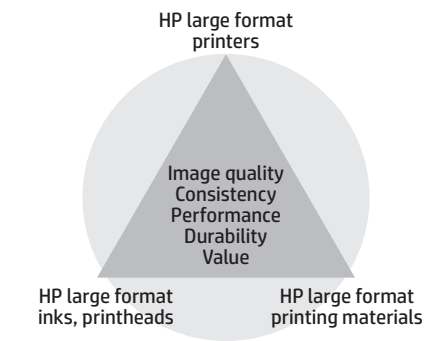 HP large format
printers
Image quality
Consistency
Performance
Durability
Value
HP large format
inks, printheads
HP large format
printing materials